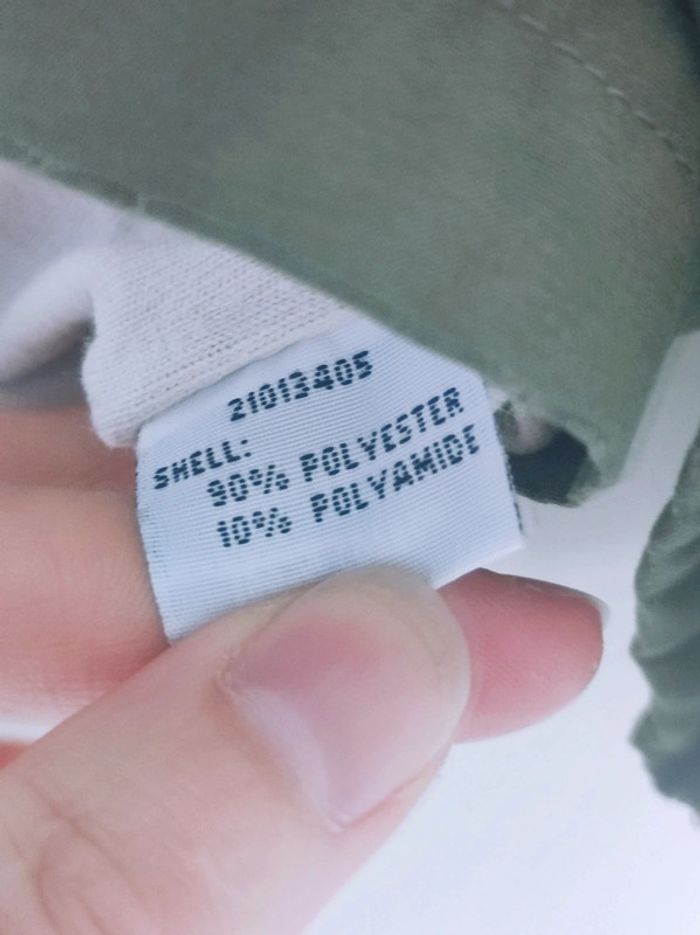 21013405
SHELL:
90% POLYESTER
10% POLYAMIDE